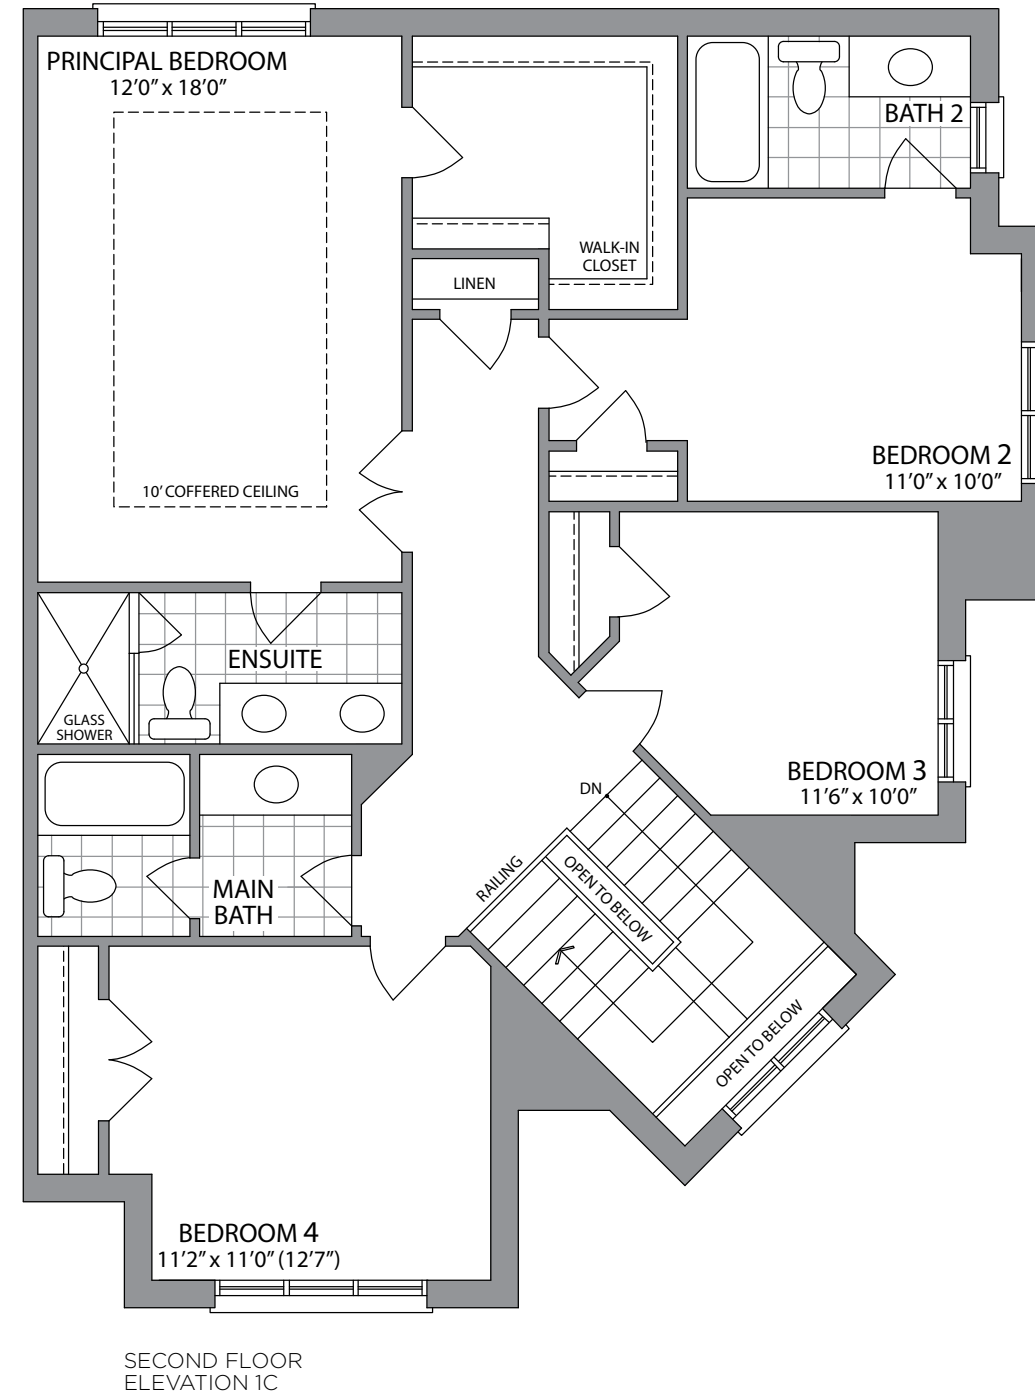 PRINCIPAL BEDROOM
12’0” x 18’0”
BATH 2
WALK-IN
CLOSET
LINEN
10’ COFFERED CEILING
BEDROOM 2
11’0” x 10’0”
ENSUITE
GLASS
SHOWER
BEDROOM 3
11’6” x 10’0”
DN
RAILING
OPEN TO BELOW
MAIN
BATH
OPEN TO BELOW
BEDROOM 4
11’2” x 11’0” (12’7”)
SECOND FLOOR
ELEVATION 1C